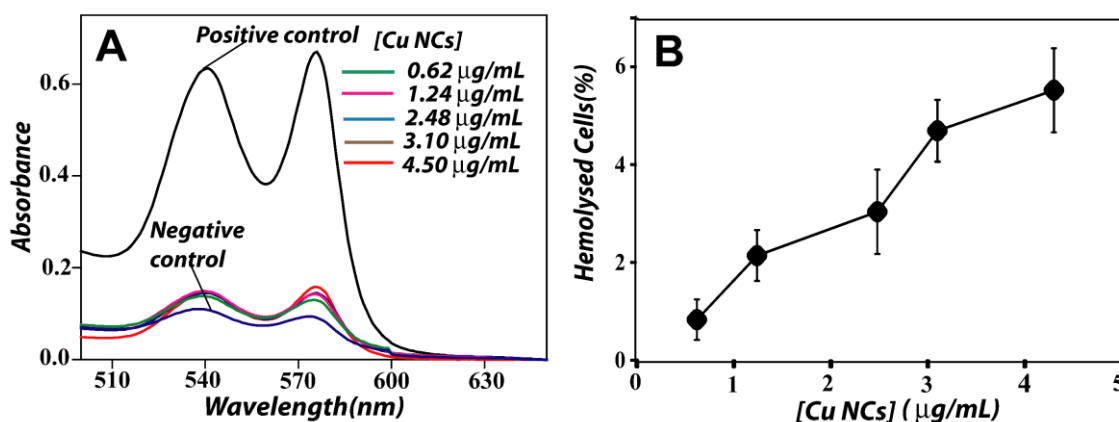 A
Positive control
[Cu NCs]
0.62 μg/mL
1.24 μg/mL
2.48 μg/mL
3.10 μg/mL
4.50 μg/mL
Negative
control
Absorbance
0.6
0.4
0.2
0.0
510 540 570 600 630
Wavelength(nm)
B
Hemolysed Cells(%)
6
4
2
0
0 1 2 3 4 5
[Cu NCs] (μg/mL)